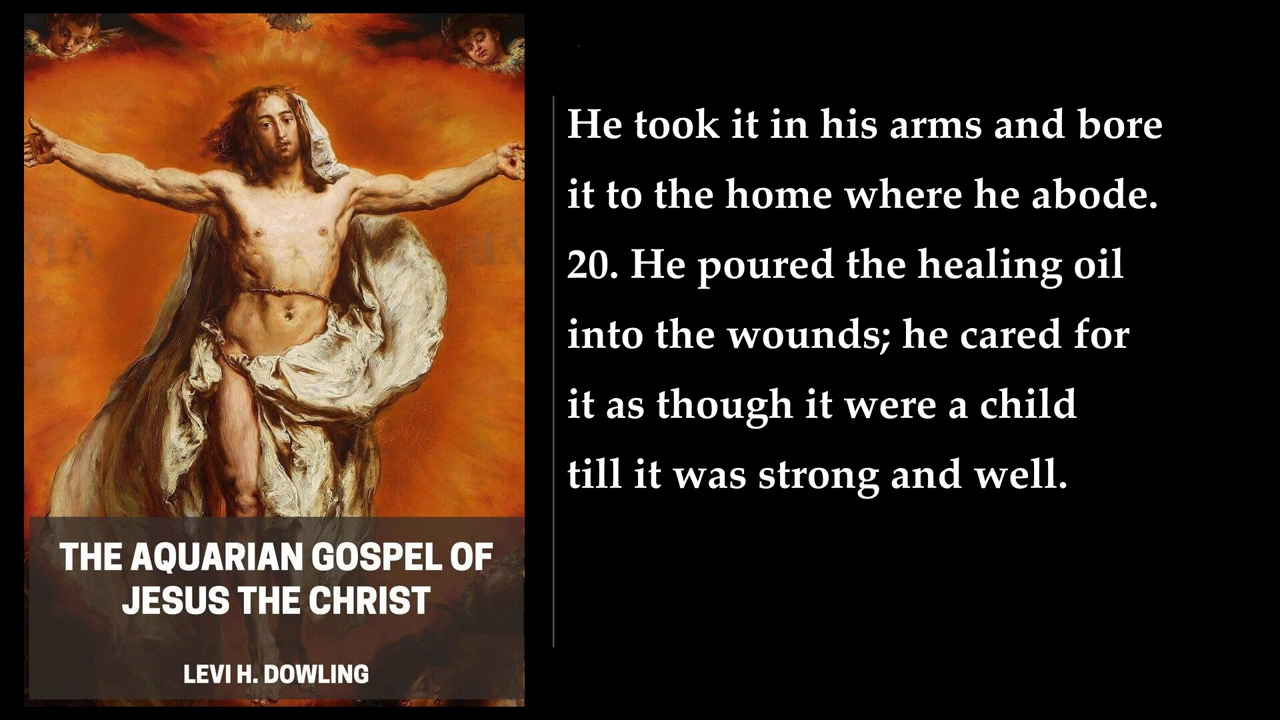 THE AQUARIAN GOSPEL OF
JESUS THE CHRIST
LEVI H. DOWLING
He took it in his arms and bore
it to the home where he abode.
20. He poured the healing oil
into the wounds; he cared for
it as though it were a child
till it was strong and well.